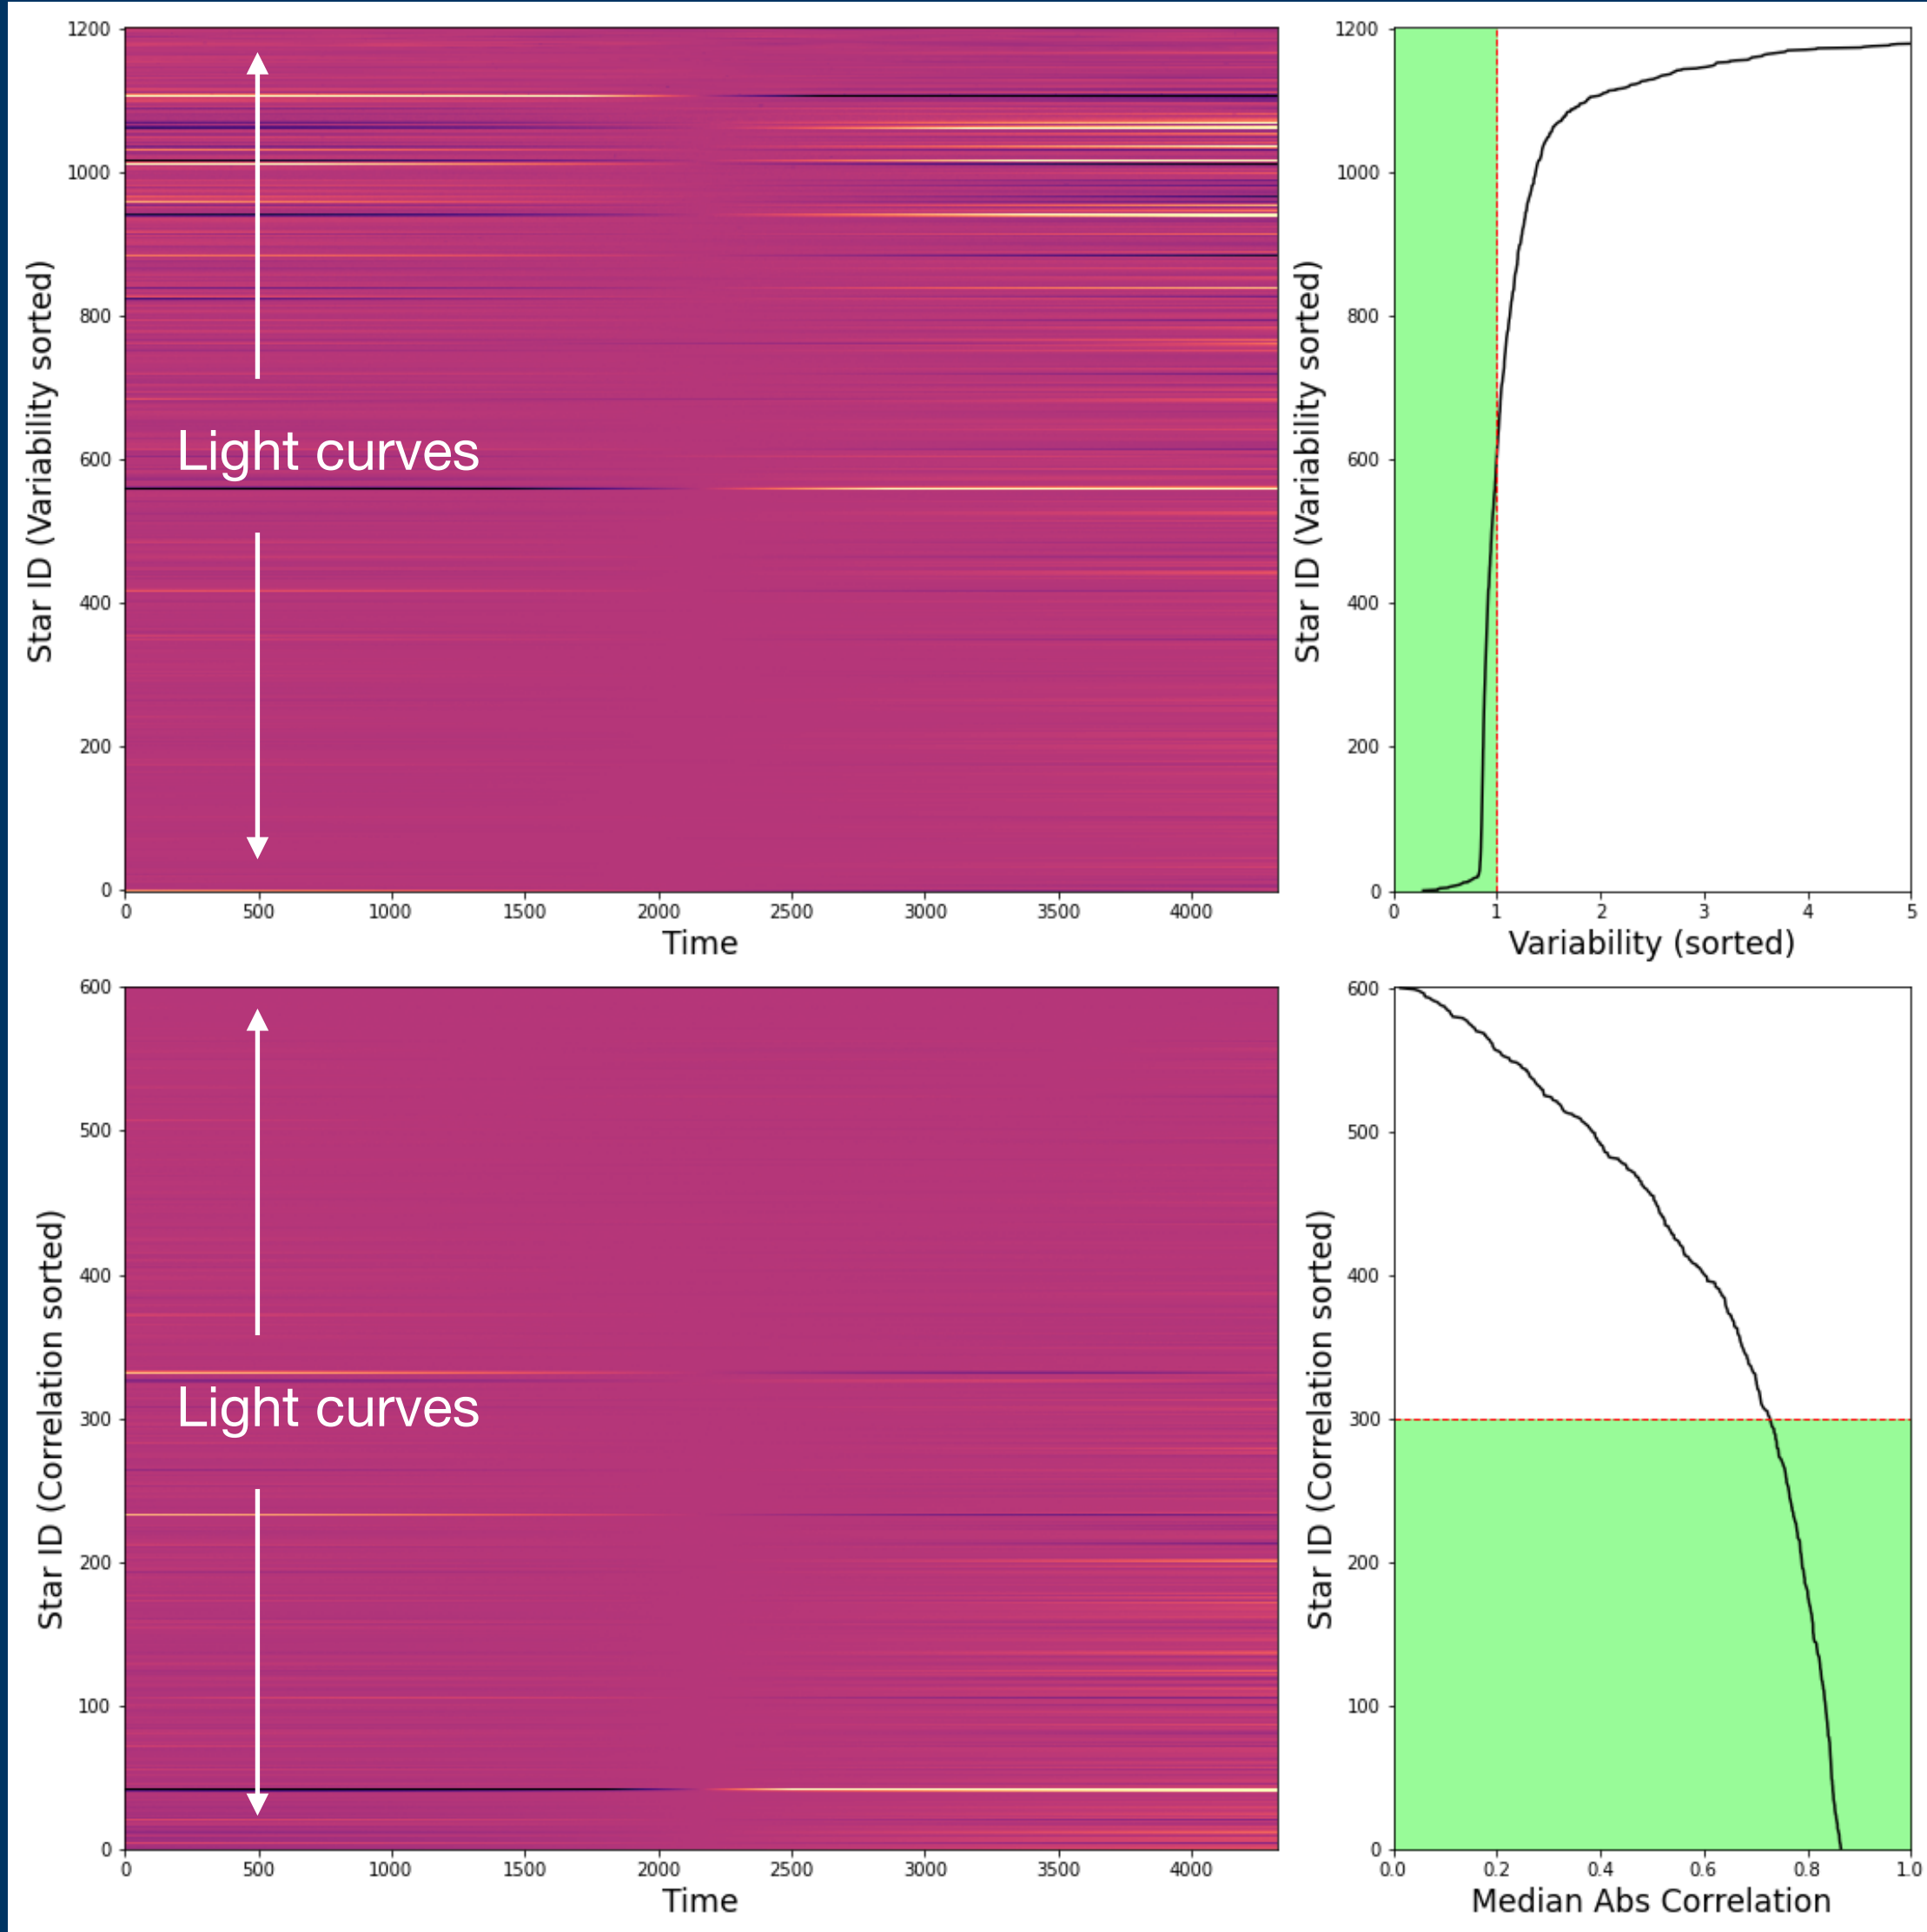 1200
1000
800
600
400
200
0
Star ID (Variability sorted)
Light curves
0 500 1000 1500 2000 2500 3000 3500 4000
Time
1200
1000
800
600
400
200
0
Star ID (Variability sorted)
0 1 2 3 4 5
Variability (sorted)
600
500
400
300
200
100
0
Star ID (Correlation sorted)
Light curves
0 500 1000 1500 2000 2500 3000 3500 4000
Time
600
500
400
300
200
100
0
Star ID (Correlation sorted)
0.0 0.2 0.4 0.6 0.8 1.0
Median Abs Correlation